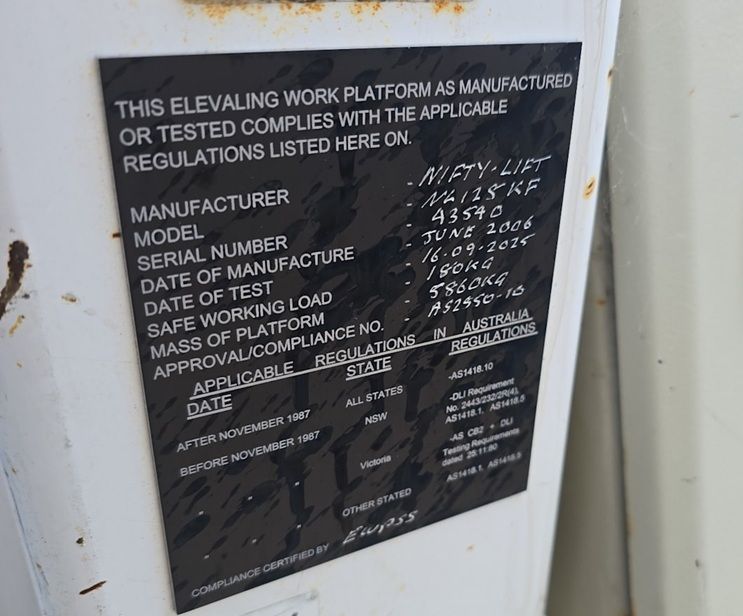 THIS ELEVALING WORK PLATFORM AS MANUFACTURED
OR TESTED COMPLIES WITH THE APPLICABLE
REGULATIONS LISTED HERE ON.
MANUFACTURER - NIFTY-LIFT
MODEL - NL125KF
SERIAL NUMBER - A3540
DATE OF MANUFACTURE - JUNE 2006
DATE OF TEST - 16-09-2025
SAFE WORKING LOAD - 180KG
MASS OF PLATFORM - 5860KG
APPROVAL/COMPLIANCE NO. - AS2550-10
APPLICABLE REGULATIONS IN AUSTRALIA
DATE STATE REGULATIONS
AFTER NOVEMBER 1987 ALL STATES -AS1418.10
BEFORE NOVEMBER 1987 NSW -DLI Requirement
No. 2443/232/2R(4),
AS1418.1, AS1418.5
" " " Victoria -AS CB2 + DLI
Testing Requirements
dated 25:11:80
" " " OTHER STATED AS1418.1, AS1418.5
COMPLIANCE CERTIFIED BY